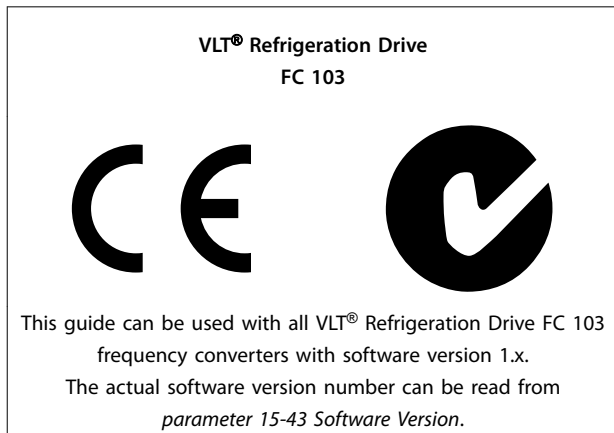 VLT® Refrigeration Drive
FC 103
CE
This guide can be used with all VLT® Refrigeration Drive FC 103
frequency converters with software version 1.x.
The actual software version number can be read from
parameter 15-43 Software Version.